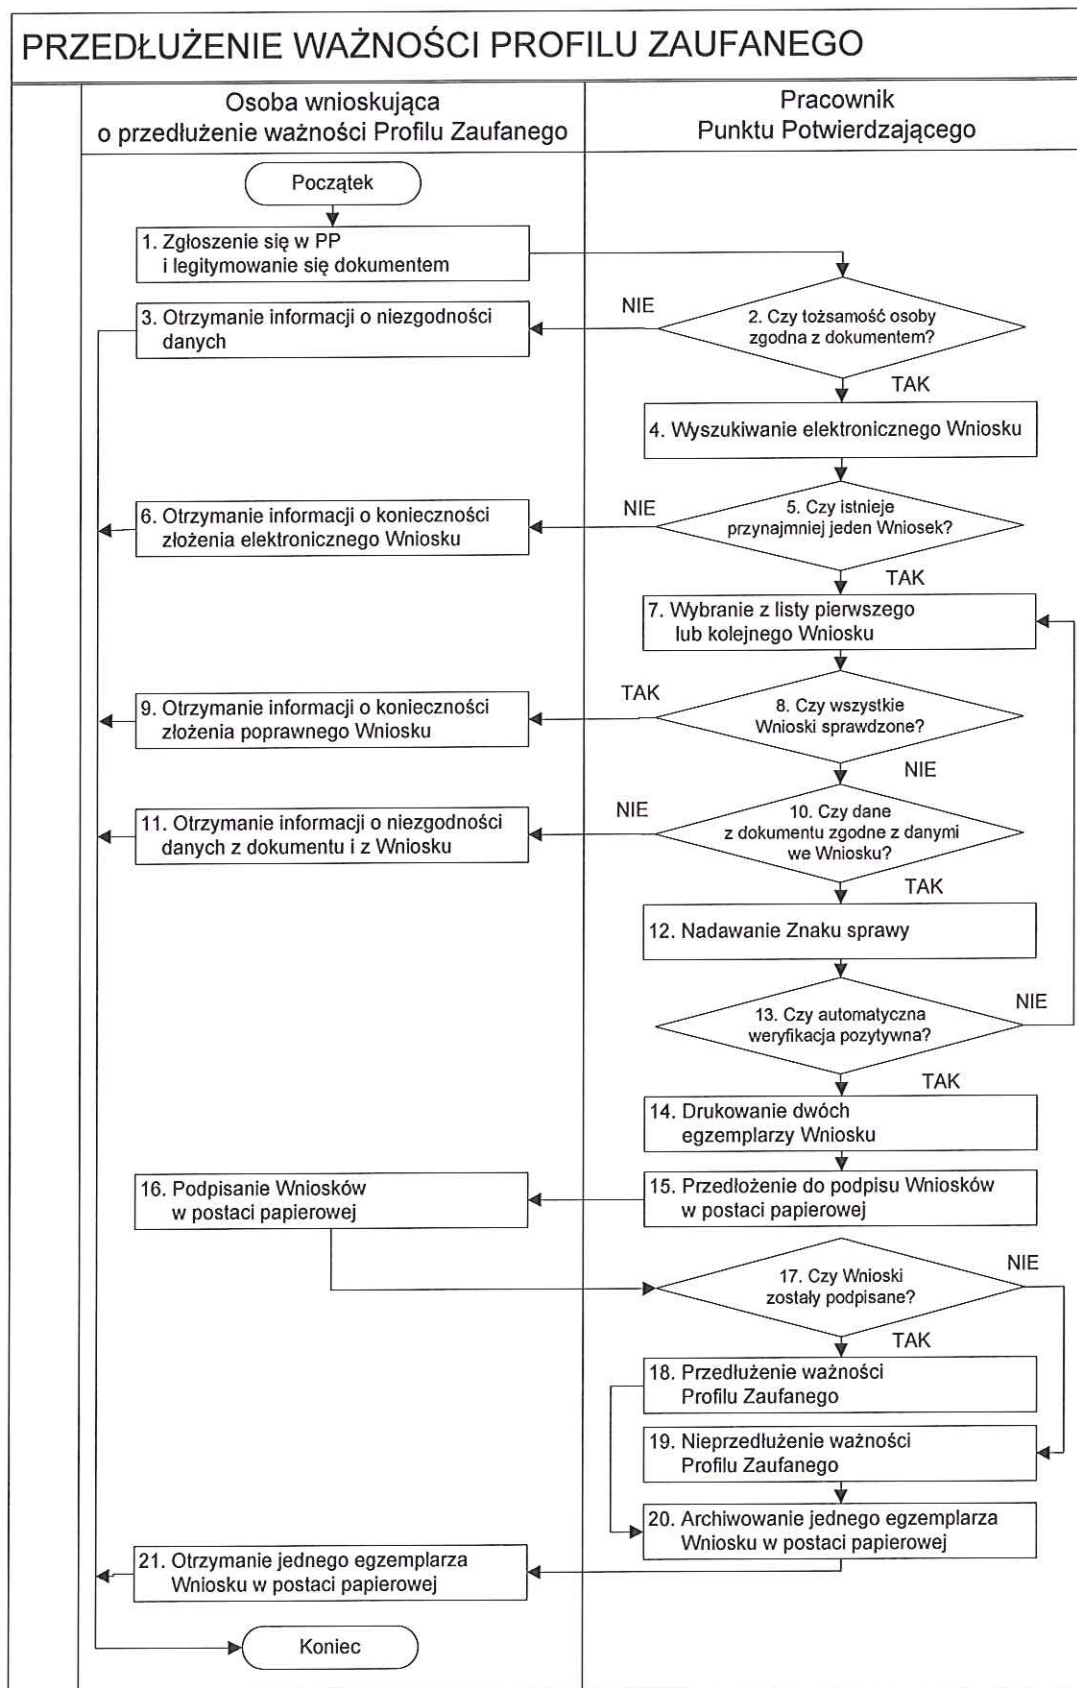 PRZEDŁUŻENIE WAŻNOŚCI PROFILU ZAUFANEGO
Osoba wnioskująca
o przedłużenie ważności Profilu Zaufanego
Pracownik
Punktu Potwierdzającego
Początek
1. Zgłoszenie się w PP
i legitymowanie się dokumentem
NIE
2. Czy tożsamość osoby
zgodna z dokumentem?
3. Otrzymanie informacji o niezgodności
danych
TAK
4. Wyszukiwanie elektronicznego Wniosku
NIE
5. Czy istnieje
przynajmniej jeden Wniosek?
6. Otrzymanie informacji o konieczności
złożenia elektronicznego Wniosku
TAK
7. Wybranie z listy pierwszego
lub kolejnego Wniosku
TAK
8. Czy wszystkie
Wnioski sprawdzone?
9. Otrzymanie informacji o konieczności
złożenia poprawnego Wniosku
NIE
NIE
10. Czy dane
z dokumentu zgodne z danymi
we Wniosku?
11. Otrzymanie informacji o niezgodności
danych z dokumentu i z Wniosku
TAK
12. Nadawanie Znaku sprawy
NIE
13. Czy automatyczna
weryfikacja pozytywna?
TAK
14. Drukowanie dwóch
egzemplarzy Wniosku
15. Przedłożenie do podpisu Wniosków
w postaci papierowej
16. Podpisanie Wniosków
w postaci papierowej
NIE
17. Czy Wnioski
zostały podpisane?
TAK
18. Przedłużenie ważności
Profilu Zaufanego
19. Nieprzedłużenie ważności
Profilu Zaufanego
20. Archiwowanie jednego egzemplarza
Wniosku w postaci papierowej
21. Otrzymanie jednego egzemplarza
Wniosku w postaci papierowej
Koniec